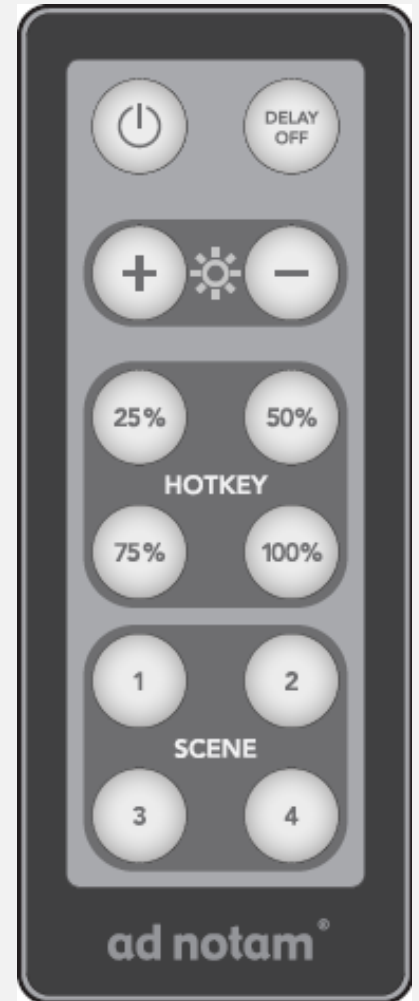 DELAY
OFF
+ −
25% 50%
HOTKEY
75% 100%
1 2
SCENE
3 4
ad notam®